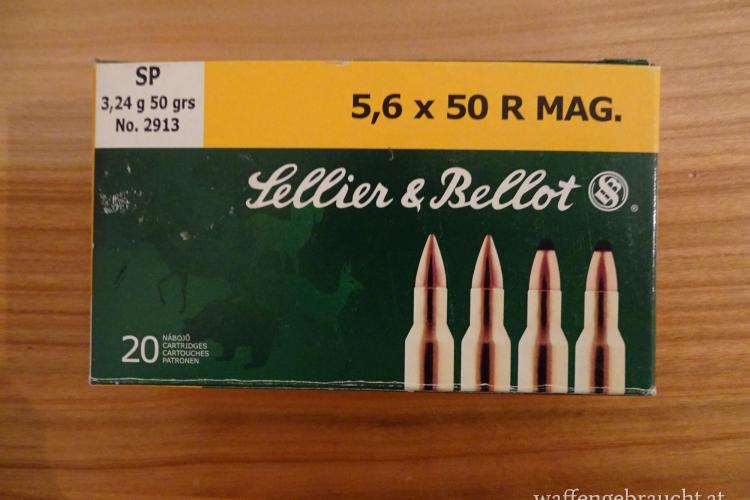 SP
3,24 g 50 grs
No. 2913
5,6 x 50 R MAG.
Sellier & Bellot
S&B
®
20
NÁBOJŮ
CARTRIDGES
CARTOUCHES
PATRONEN
waffengebraucht.at